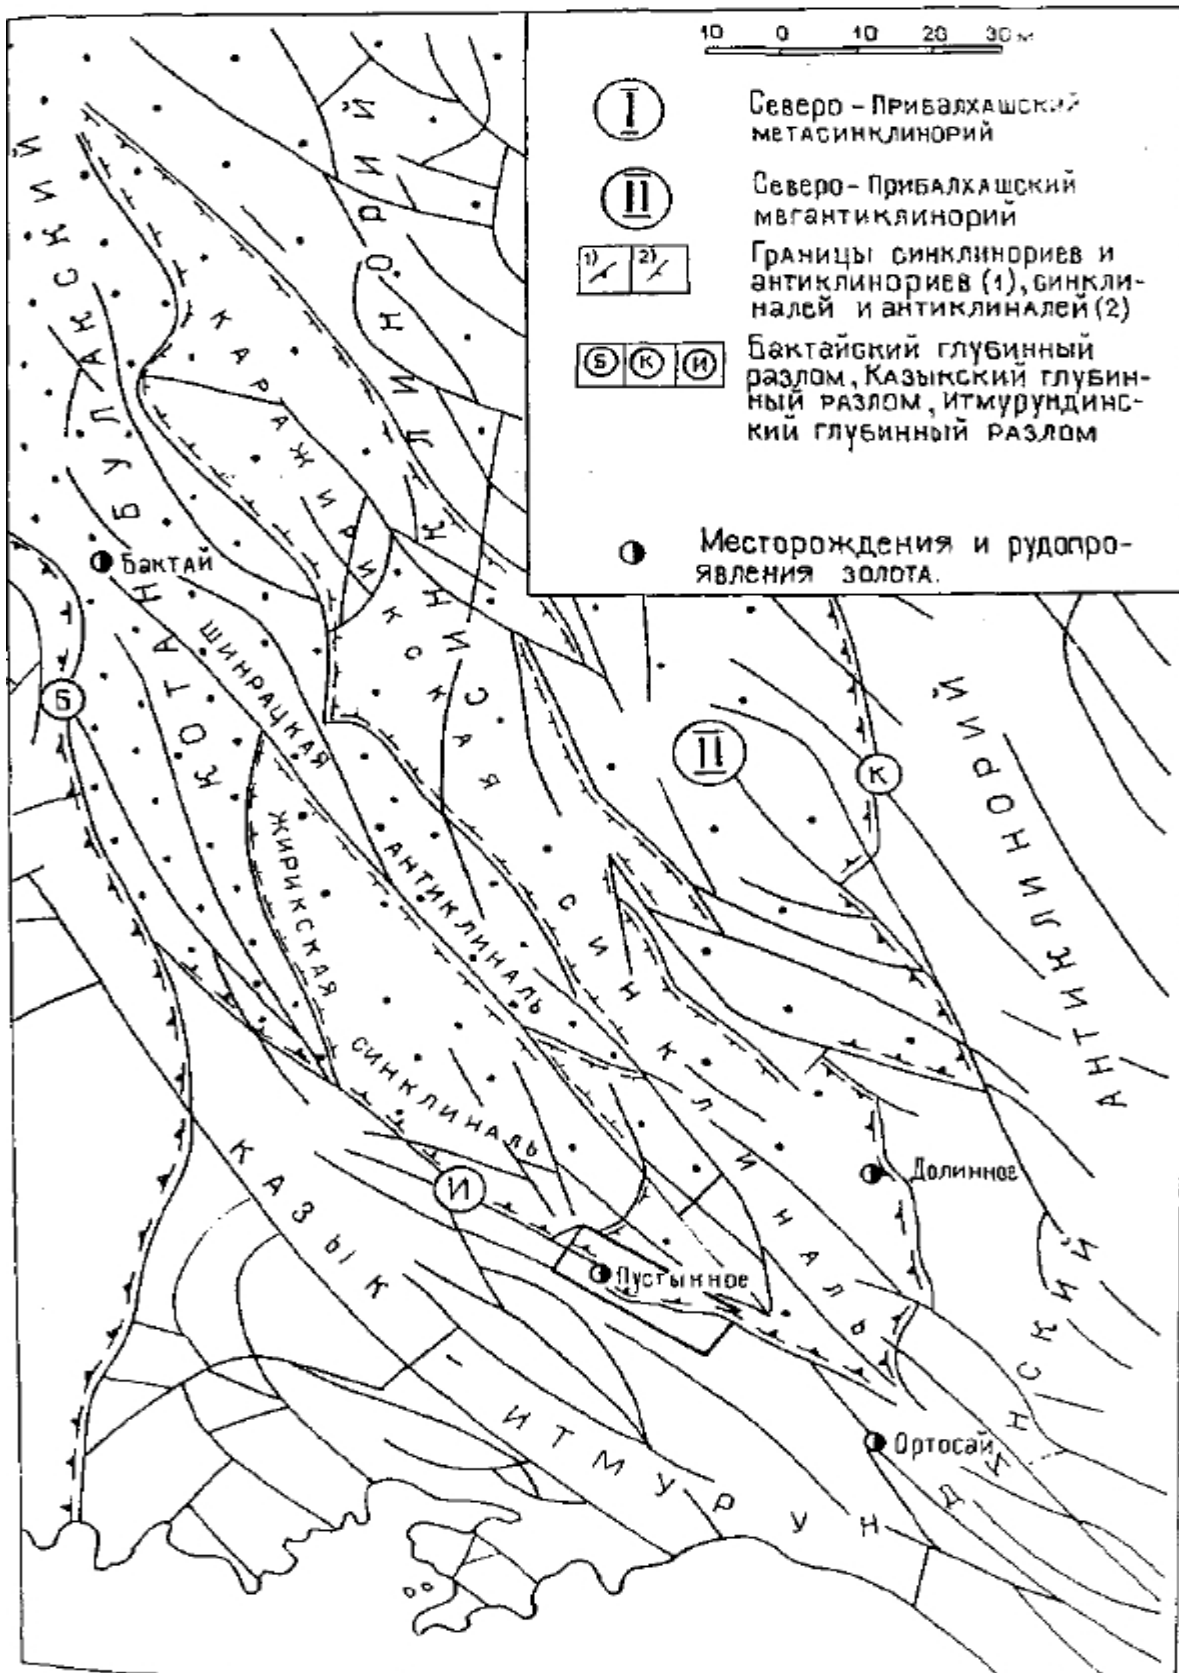 10 0 10 20 30 м
I
Северо-Прибалхашский
метасинклинорий
II
Северо-Прибалхашский
мегантиклинорий
1) 2)
Границы синклинориев и
антиклинориев (1), синкли-
налей и антиклиналей (2)
Б К И
Бактайский глубинный
разлом, Казыкский глубин-
ный разлом, Итмурундинс-
кий глубинный разлом
Месторождения и рудопро-
явления золота.
КОТАНБУЛАКСКИЙ
СИНКЛИНОРИЙ
КАРАЖИРИКСКАЯ
СИНКЛИНАЛЬ
Бактай
ШИНРАЦКАЯ
АНТИКЛИНАЛЬ
Б
II
К
ЖИРИКСКАЯ
СИНКЛИНАЛЬ
И
Долинное
Пустынное
Ортосай
КАЗЫК-ИТМУРУНДИНСКИЙ
АНТИКЛИНОРИЙ